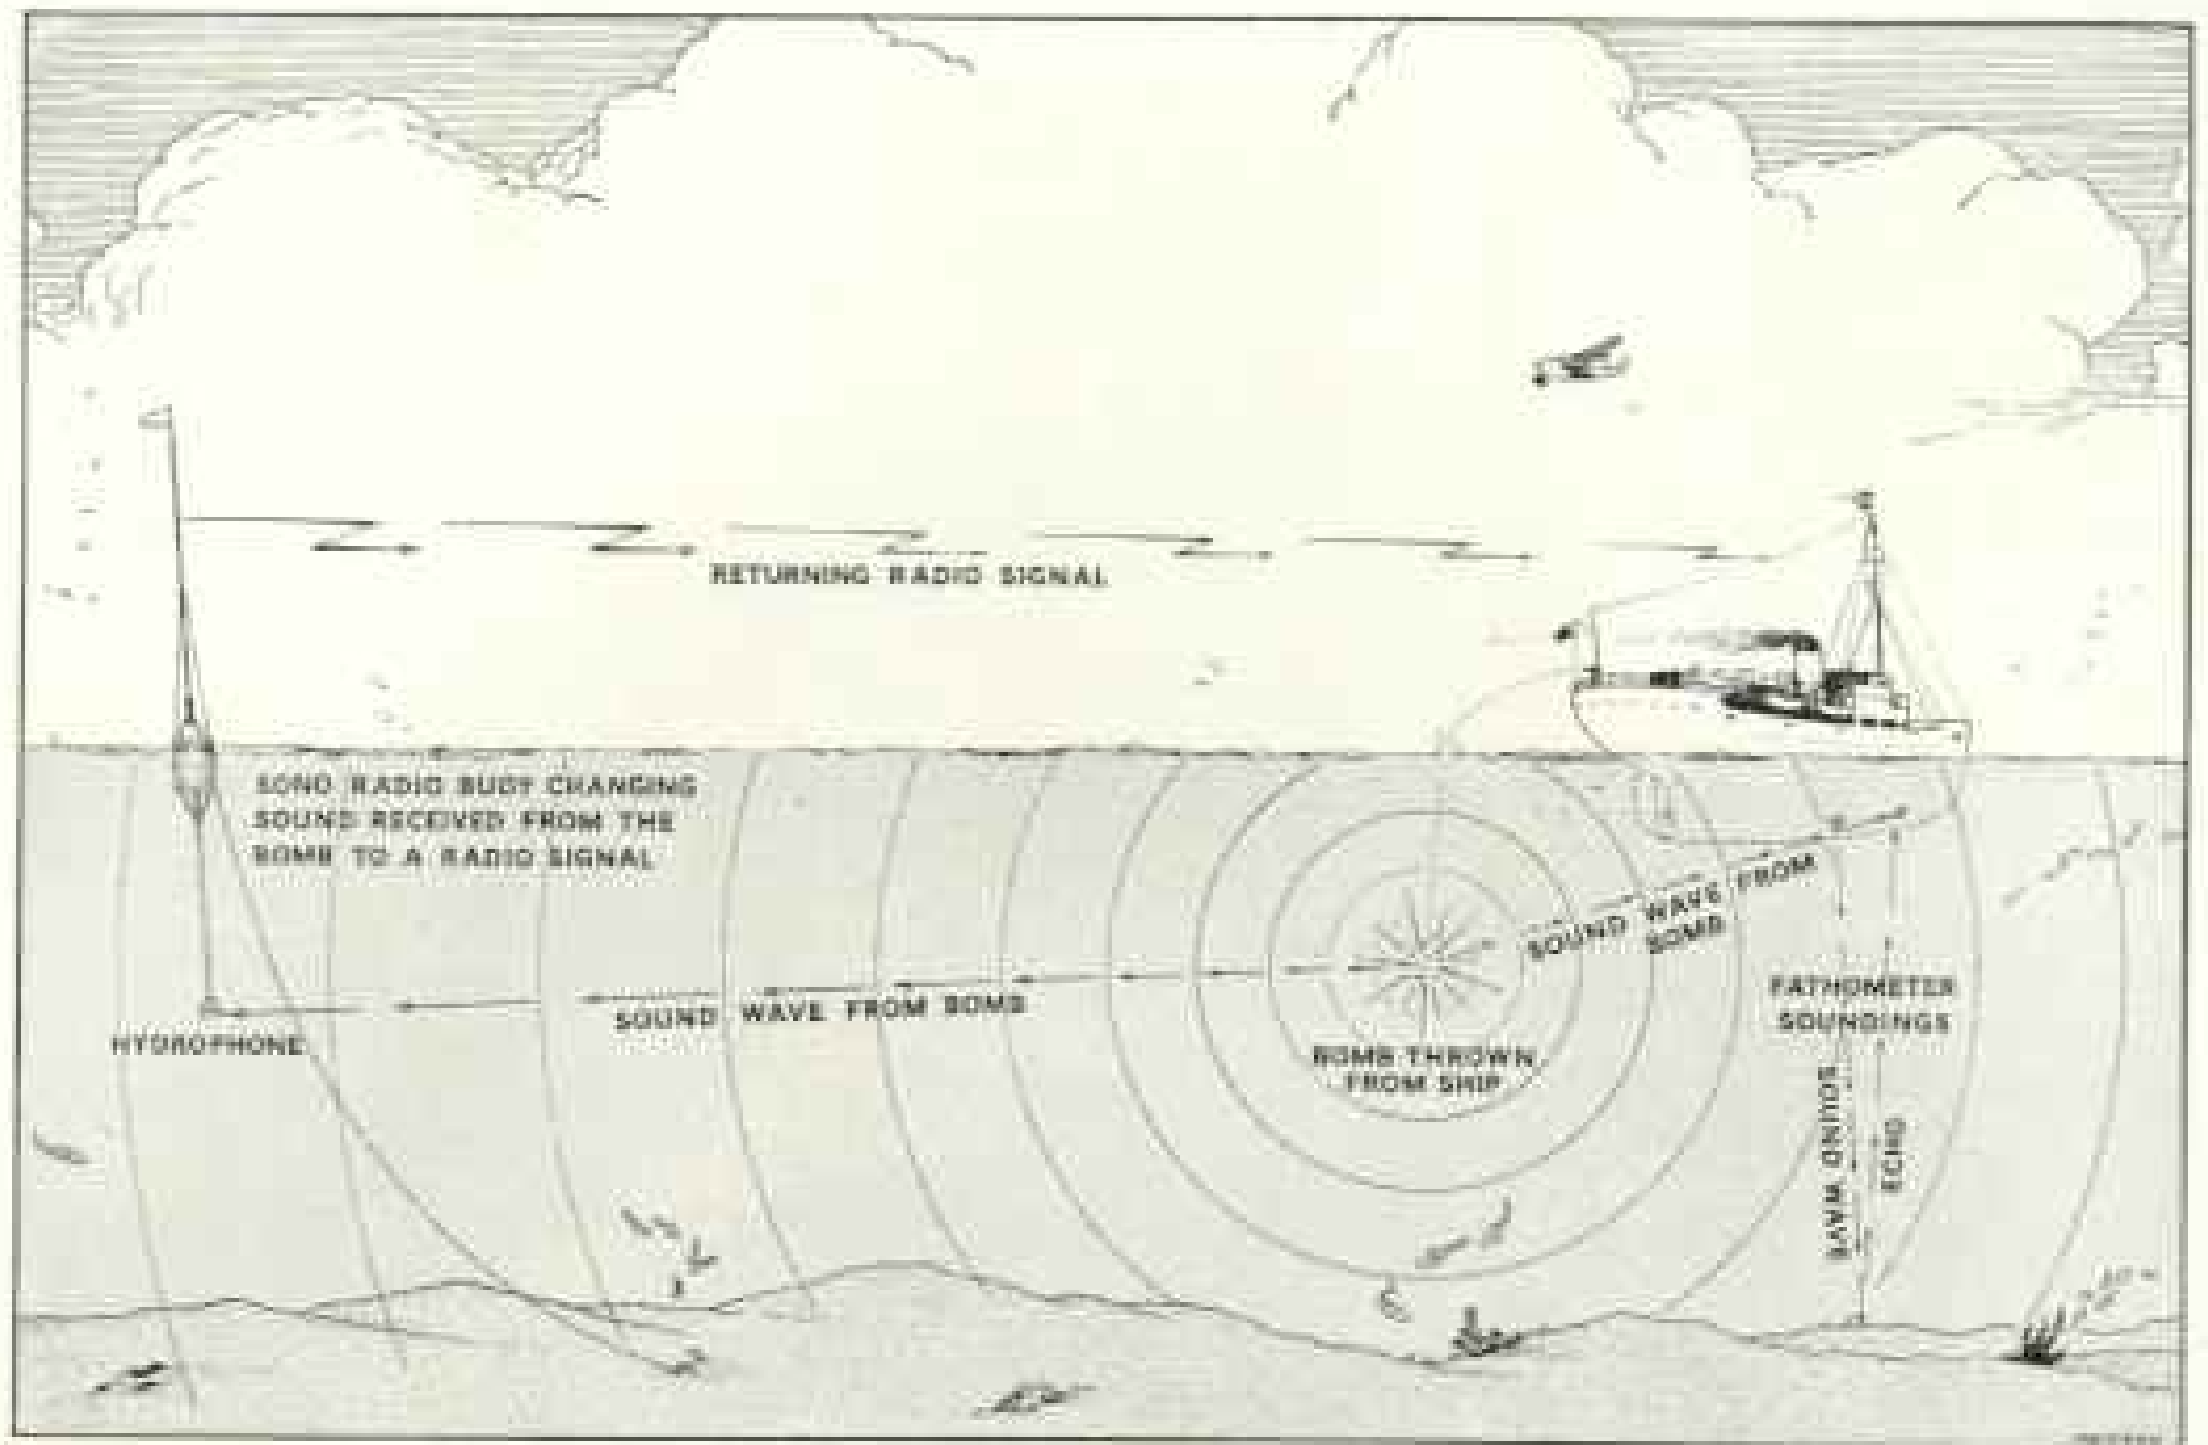 RETURNING RADIO SIGNAL
SONO RADIO BUOY CHANGING
SOUND RECEIVED FROM THE
BOMB TO A RADIO SIGNAL
SOUND WAVE FROM
BOMB
FATHOMETER
SOUNDINGS
SOUND WAVE FROM BOMB
HYDROPHONE
BOMB THROWN
FROM SHIP
SOUND WAVE
ECHO